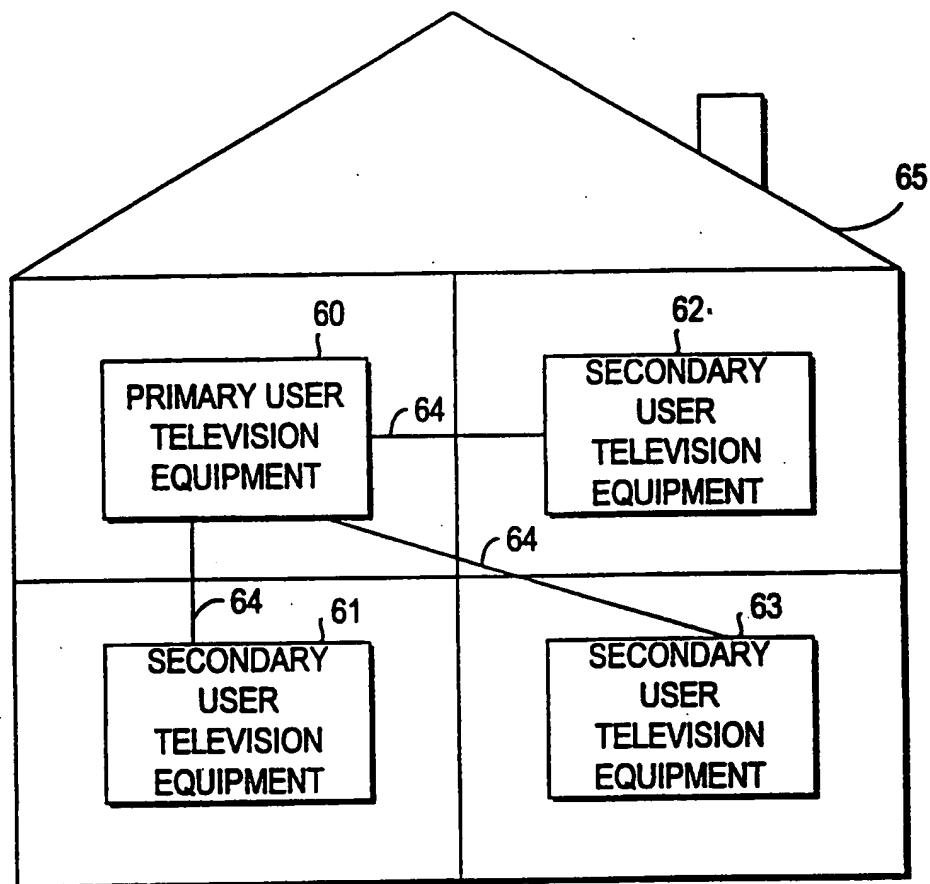 65
60
PRIMARY USER
TELEVISION
EQUIPMENT
64
62
SECONDARY
USER
TELEVISION
EQUIPMENT
64
64
61
SECONDARY
USER
TELEVISION
EQUIPMENT
63
SECONDARY
USER
TELEVISION
EQUIPMENT